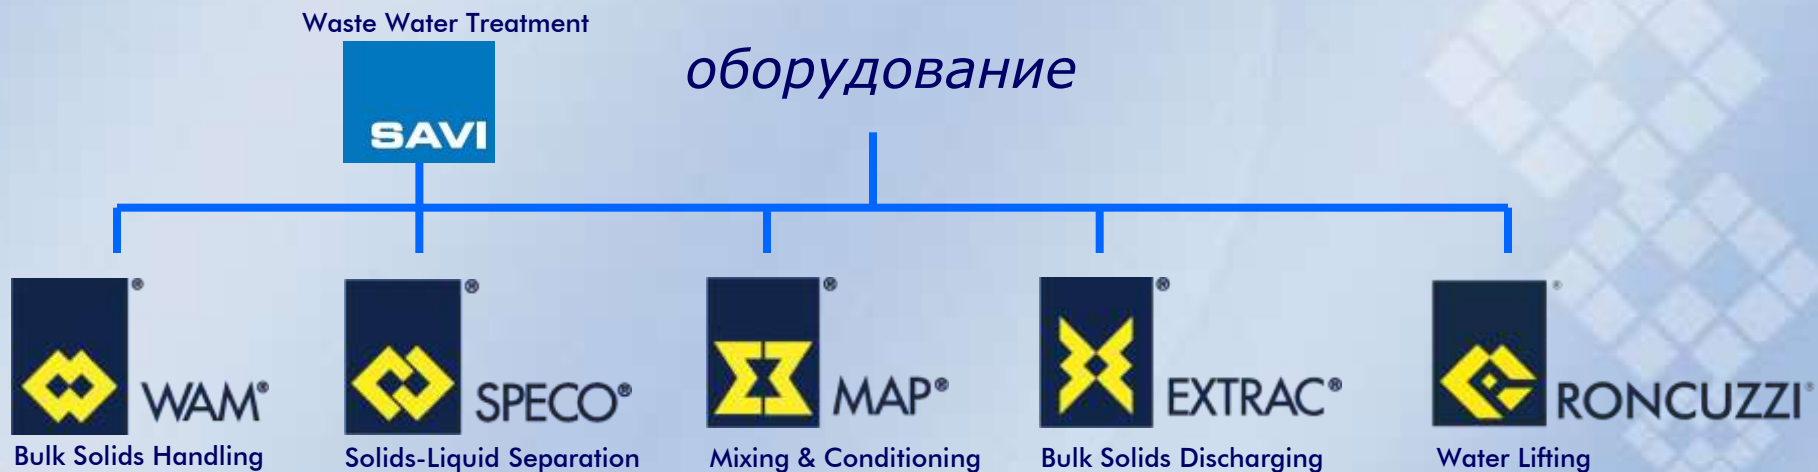 Waste Water Treatment
SAVI
оборудование
WAM®
Bulk Solids Handling
SPECO®
Solids-Liquid Separation
MAP®
Mixing & Conditioning
EXTRAC®
Bulk Solids Discharging
RONCUZZI®
Water Lifting